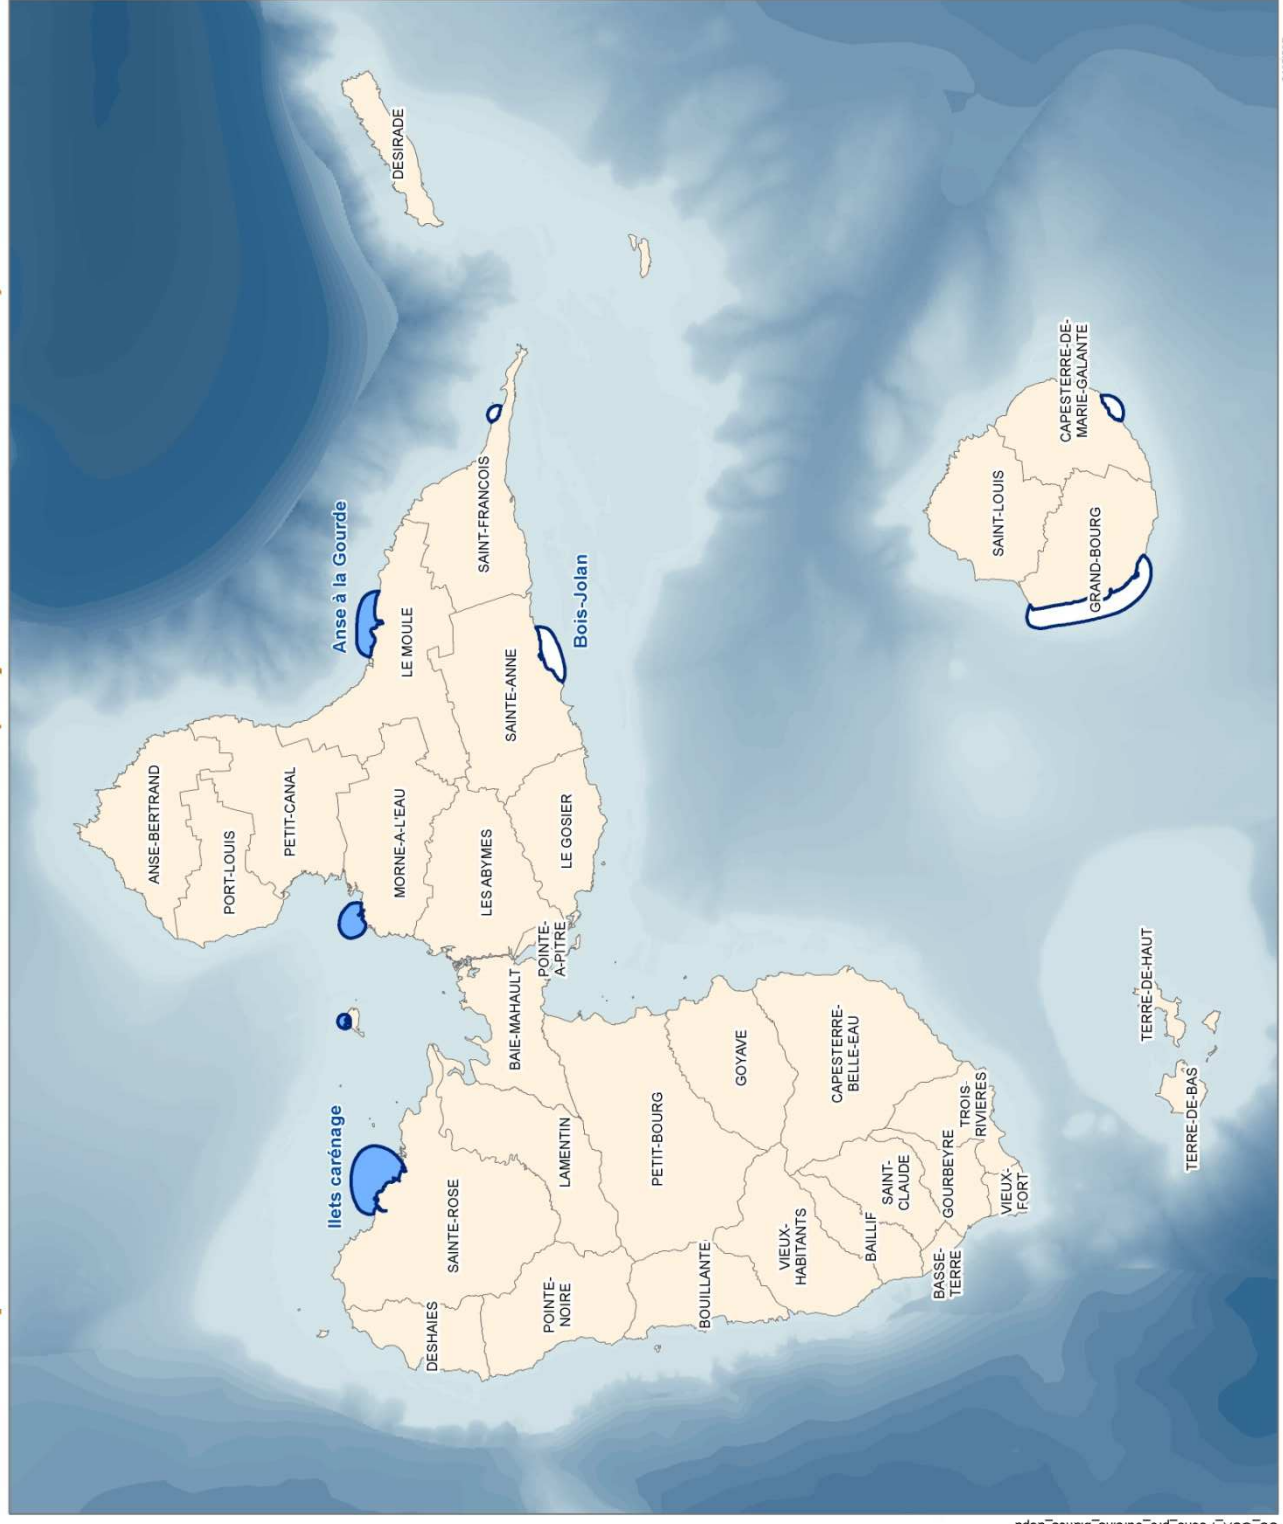 DESIRADE
Anse à la Gourde
SAINT-FRANCOIS
Bois-Jolan
LE MOULE
SAINTE-ANNE
ANSE-BERTRAND
PORT-LOUIS
PETIT-CANAL
MORNE-A-L'EAU
LES ABYMES
LE GOSIER
POINTE-
A-PITRE
BAIE-MAHAULT
Ilets carénage
SAINTE-ROSE
LAMENTIN
PETIT-BOURG
GOYAVE
CAPESTERRE-
BELLE-EAU
DESHAIES
POINTE-
NOIRE
BOUILLANTE
VIEUX-
HABITANTS
BAILLIF
SAINT-
CLAUDE
BASSE-
TERRE
GOURBEYRE
TROIS-
RIVIERES
VIEUX-
FORT
TERRE-DE-HAUT
TERRE-DE-BAS
SAINT-LOUIS
GRAND-BOURG
CAPESTERRE-DE-
MARIE-GALANTE